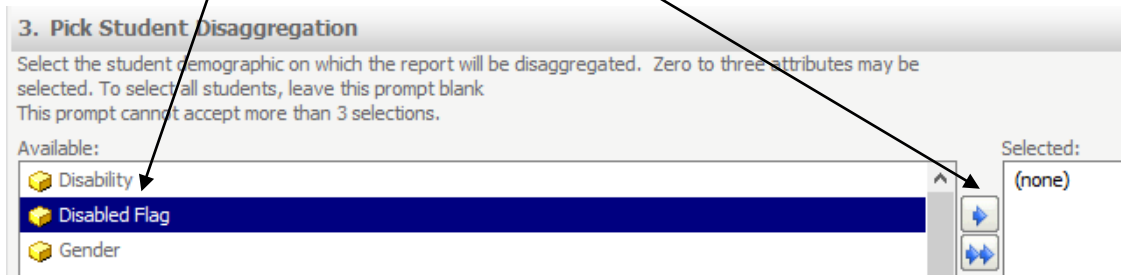 3. Pick Student Disaggregation
Select the student demographic on which the report will be disaggregated. Zero to three attributes may be
selected. To select all students, leave this prompt blank
This prompt cannot accept more than 3 selections.
Available:
Selected:
Disability
(none)
Disabled Flag
Gender